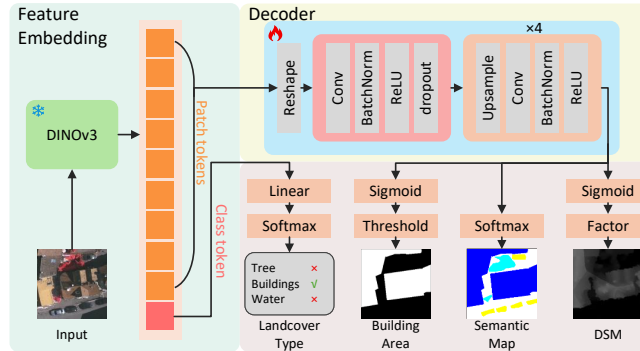 Feature
Embedding
Decoder
×4
DINOv3
Patch tokens
Class token
Reshape
Conv
BatchNorm
ReLU
dropout
Upsample
Conv
BatchNorm
ReLU
Linear
Sigmoid
Sigmoid
Softmax
Threshold
Softmax
Factor
Tree ×
Buildings √
Water ×
Input
Landcover
Type
Building
Area
Semantic
Map
DSM